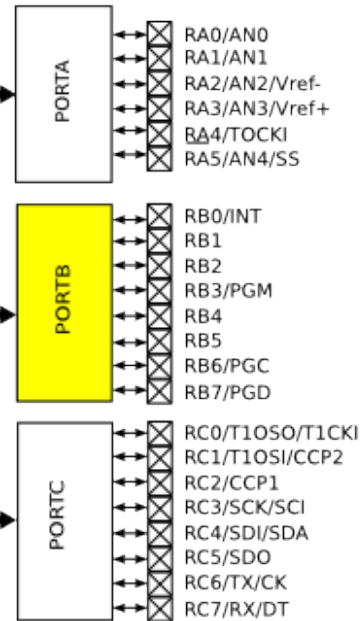 PORTA
RA0/AN0
RA1/AN1
RA2/AN2/Vref-
RA3/AN3/Vref+
RA4/TOCKI
RA5/AN4/SS
PORTB
RB0/INT
RB1
RB2
RB3/PGM
RB4
RB5
RB6/PGC
RB7/PGD
PORTC
RC0/T1OSO/T1CKI
RC1/T1OSI/CCP2
RC2/CCP1
RC3/SCK/SCI
RC4/SDI/SDA
RC5/SDO
RC6/TX/CK
RC7/RX/DT